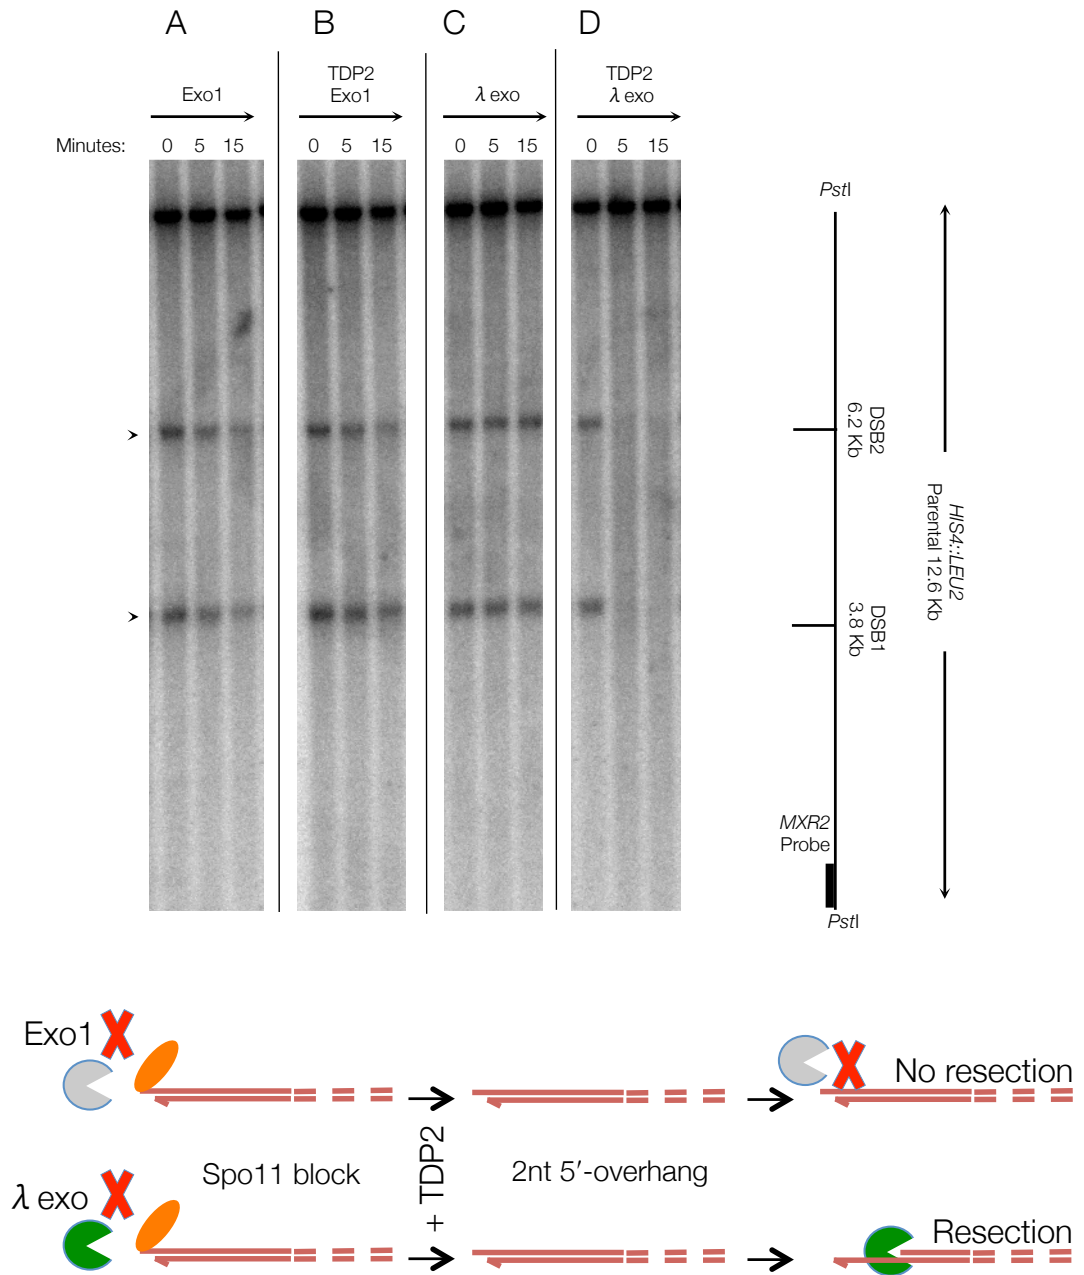 A B C D
Exo1
TDP2
Exo1
λ exo
TDP2
λ exo
Minutes: 0 5 15 0 5 15 0 5 15 0 5 15
PstI
DSB2
6.2 Kb
HIS4::LEU2
Parental 12.6 Kb
DSB1
3.8 Kb
MXR2
Probe
PstI
Exo1
No resection
+ TDP2
Spo11 block
2nt 5′-overhang
λ exo
Resection